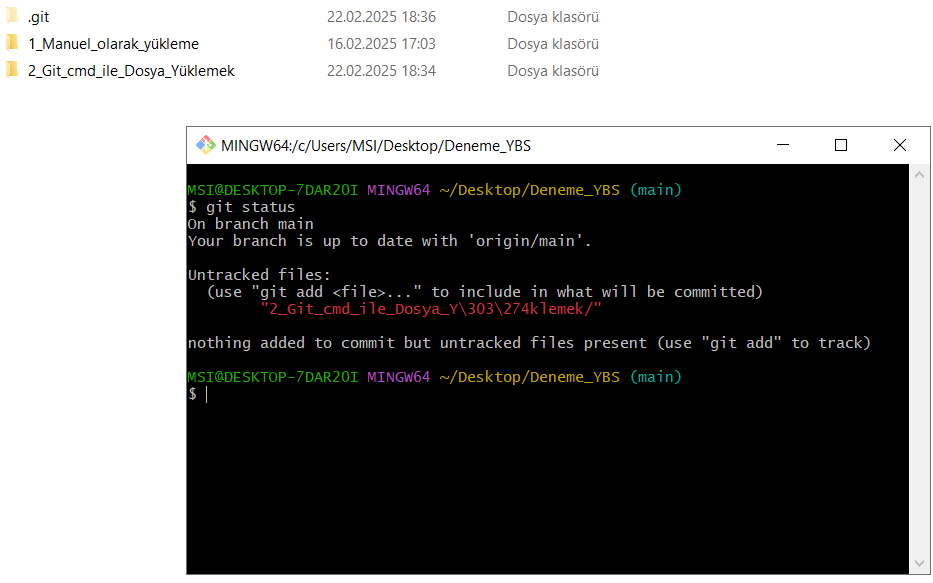 .git 22.02.2025 18:36 Dosya klasörü
1_Manuel_olarak_yükleme 16.02.2025 17:03 Dosya klasörü
2_Git_cmd_ile_Dosya_Yüklemek 22.02.2025 18:34 Dosya klasörü
MINGW64:/c/Users/MSI/Desktop/Deneme_YBS
MSI@DESKTOP-7DAR2OI MINGW64 ~/Desktop/Deneme_YBS (main)
$ git status
On branch main
Your branch is up to date with 'origin/main'.
Untracked files:
(use "git add <file>..." to include in what will be committed)
"2_Git_cmd_ile_Dosya_Y\303\274klemek/"
nothing added to commit but untracked files present (use "git add" to track)
MSI@DESKTOP-7DAR2OI MINGW64 ~/Desktop/Deneme_YBS (main)
$